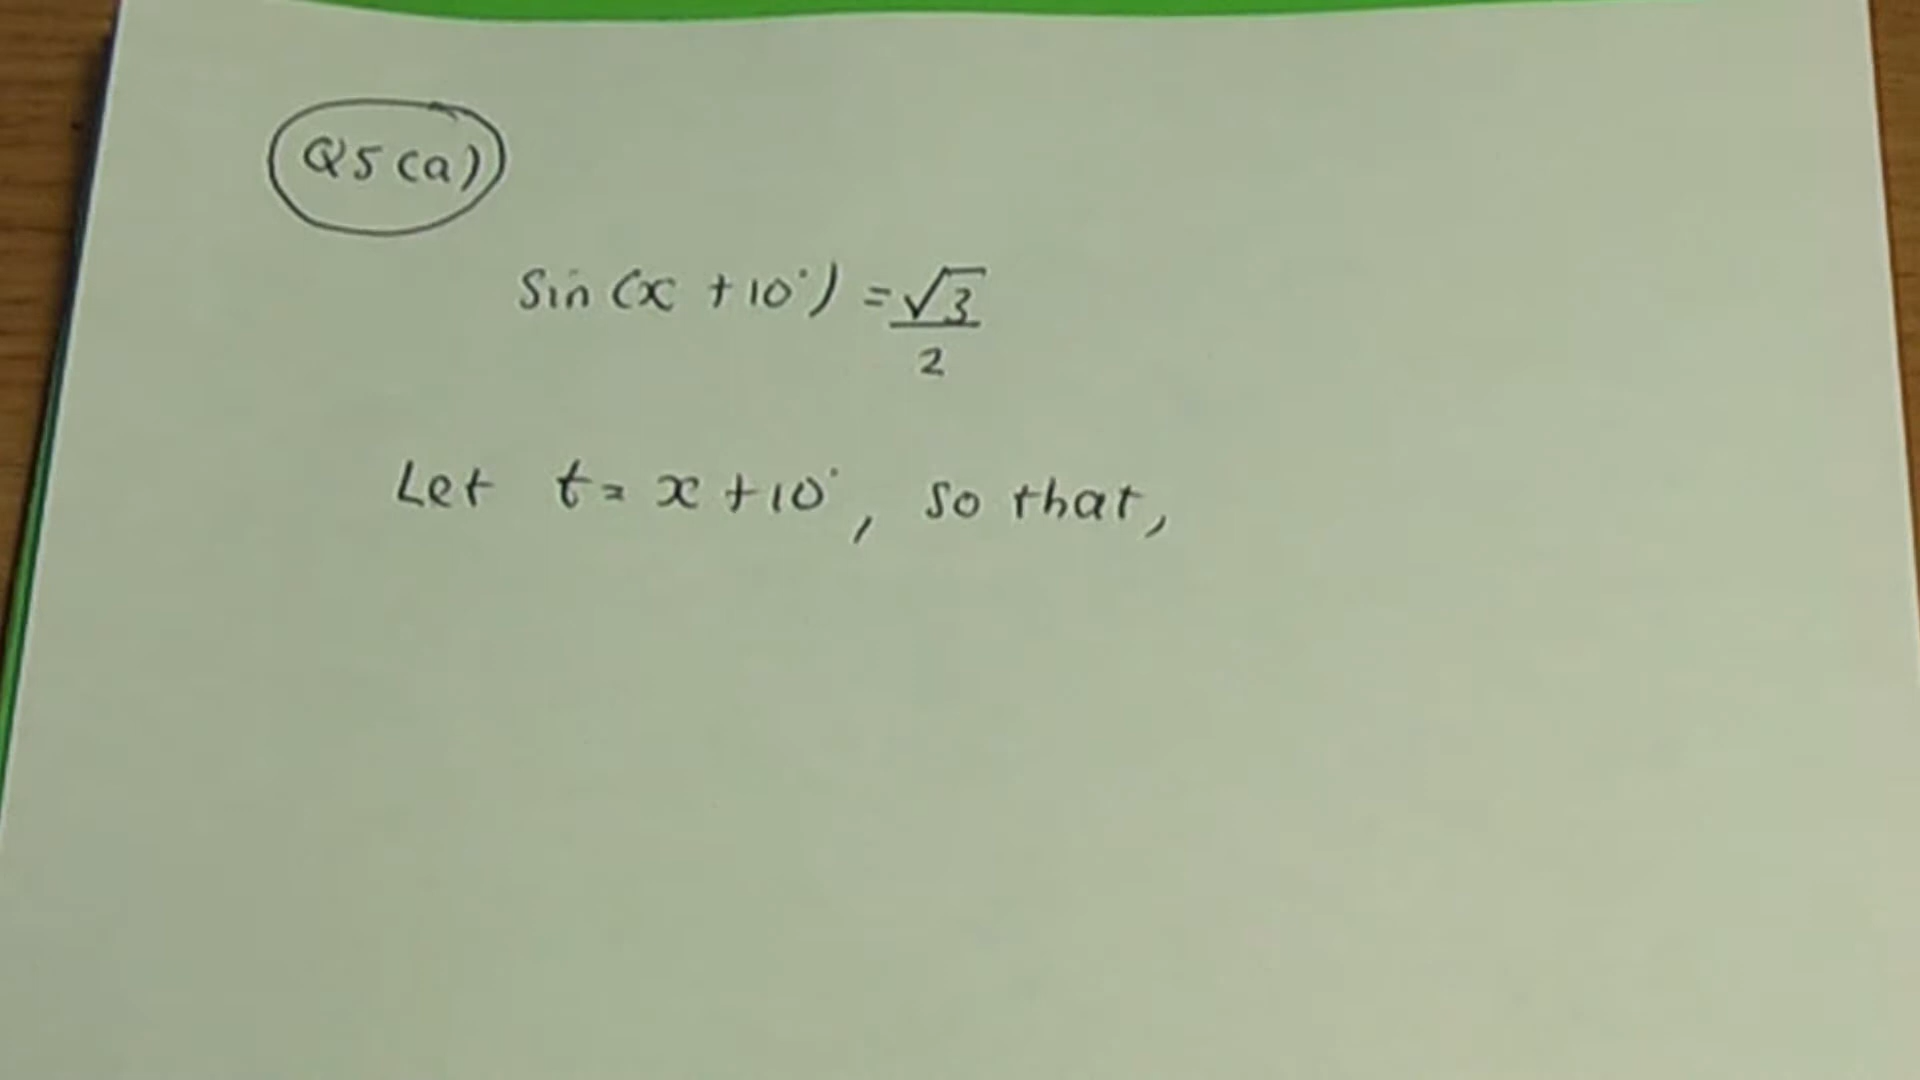 Q5(a)
Sin(x + 10°) = √3/2
Let t = x + 10°, so that,